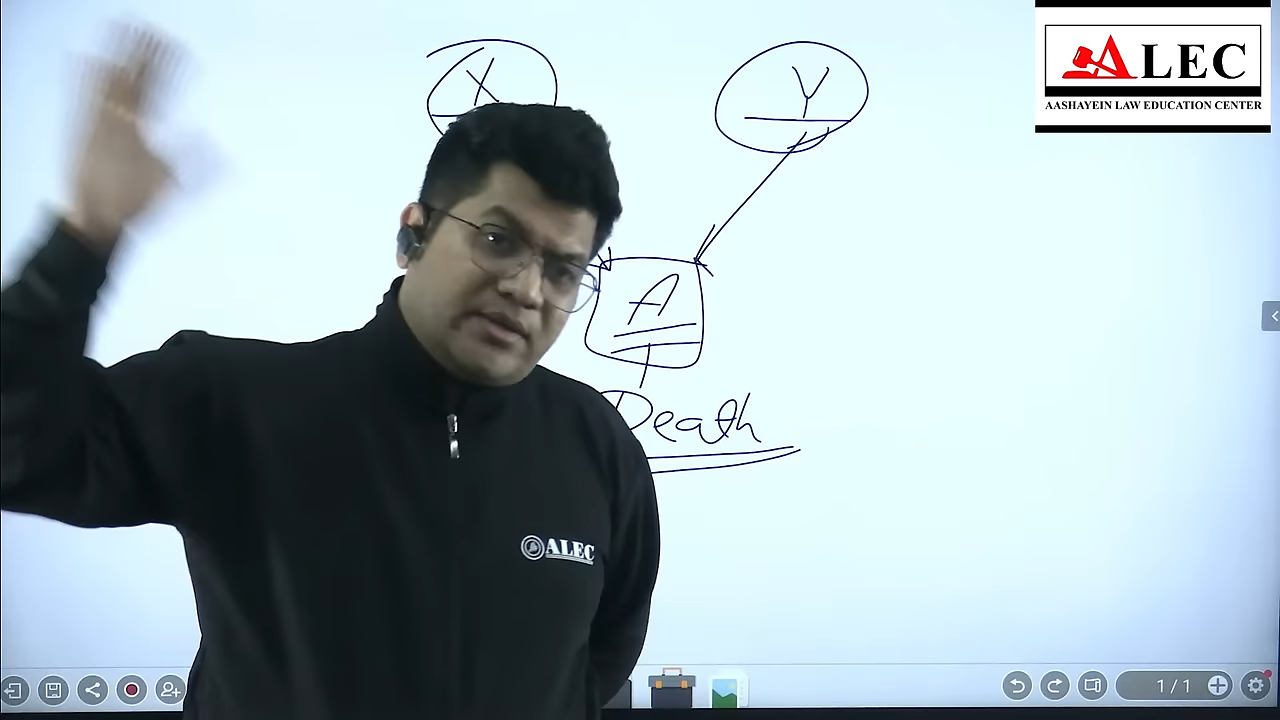 X
Y
A
Death
ALEC
AASHAYEIN LAW EDUCATION CENTER
ALEC
1/1